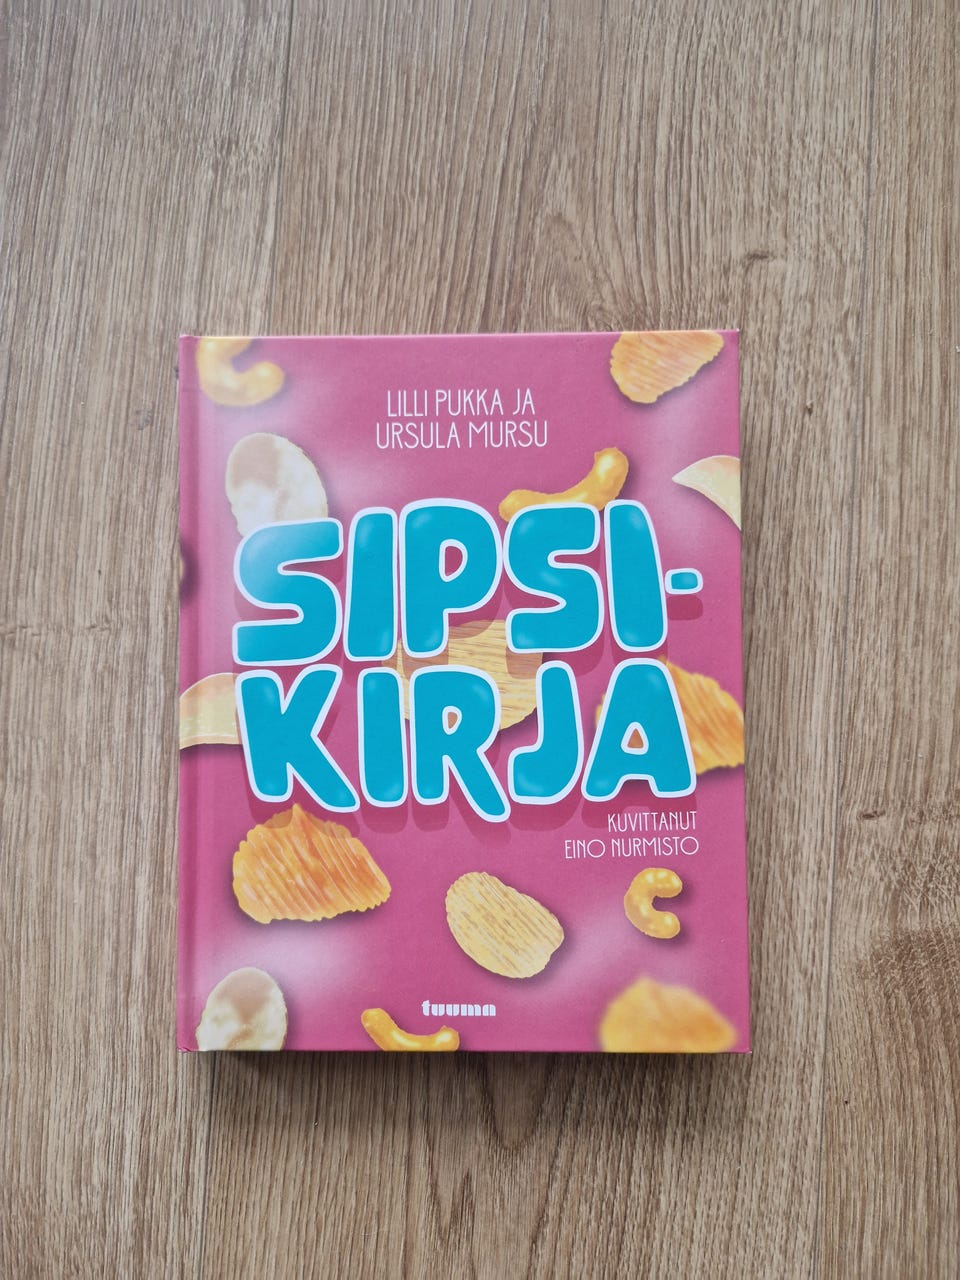 LILLI PUKKA JA
URSULA MURSU
SIPSI-
KIRJA
KUVITTANUT
EINO NURMISTO
tuuma